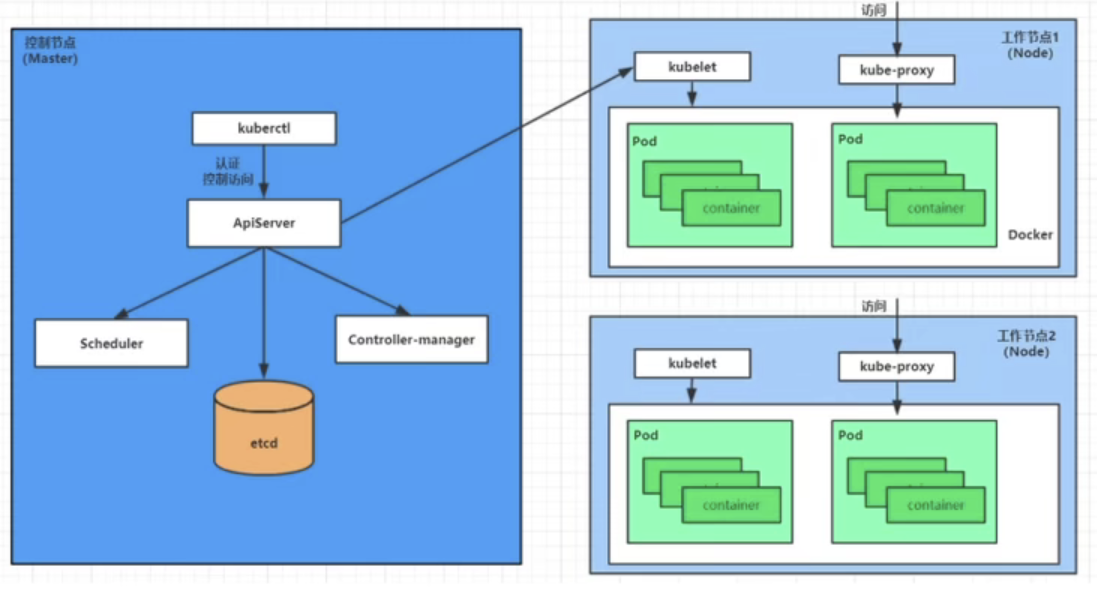 控制节点
(Master)
kuberctl
认证
控制访问
ApiServer
Scheduler
Controller-manager
etcd
访问
工作节点1
(Node)
kubelet
kube-proxy
Pod
container
Pod
container
Docker
访问
工作节点2
(Node)
kubelet
kube-proxy
Pod
container
Pod
container